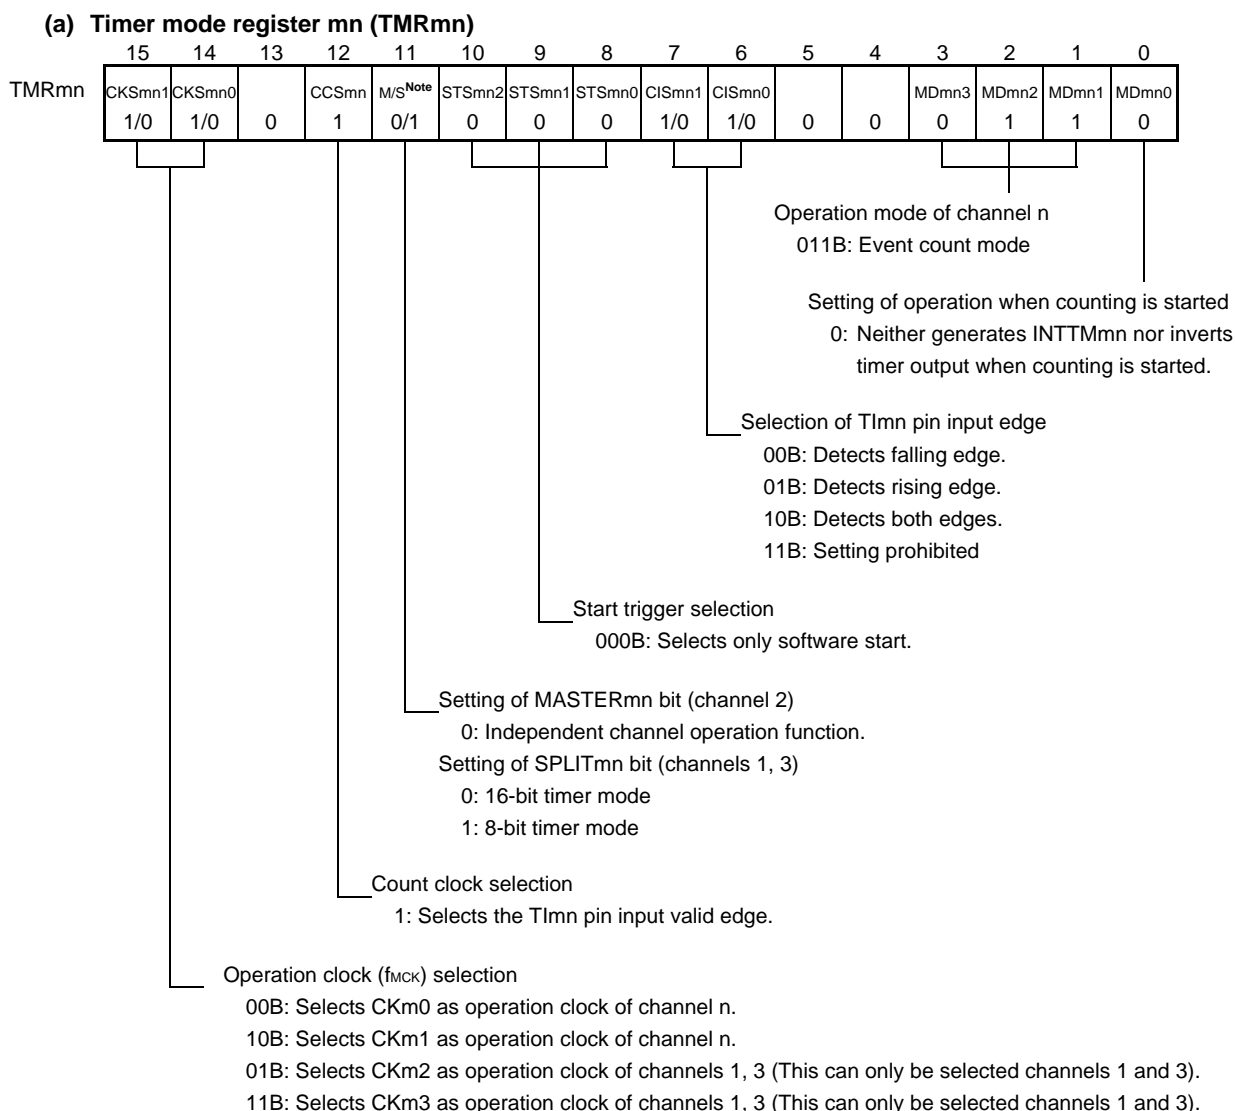 (a) Timer mode register mn (TMRmn)
15 14 13 12 11 10 9 8 7 6 5 4 3 2 1 0
TMRmn CKSmn1 CKSmn0 CCSmn M/S Note STSmn2 STSmn1 STSmn0 CISmn1 CISmn0 MDmn3 MDmn2 MDmn1 MDmn0
1/0 1/0 0 1 0/1 0 0 0 1/0 1/0 0 0 0 1 1 0
Operation mode of channel n
011B: Event count mode
Setting of operation when counting is started
0: Neither generates INTTMmn nor inverts
timer output when counting is started.
Selection of TImn pin input edge
00B: Detects falling edge.
01B: Detects rising edge.
10B: Detects both edges.
11B: Setting prohibited
Start trigger selection
000B: Selects only software start.
Setting of MASTERmn bit (channel 2)
0: Independent channel operation function.
Setting of SPLITmn bit (channels 1, 3)
0: 16-bit timer mode
1: 8-bit timer mode
Count clock selection
1: Selects the TImn pin input valid edge.
Operation clock (fMCK) selection
00B: Selects CKm0 as operation clock of channel n.
10B: Selects CKm1 as operation clock of channel n.
01B: Selects CKm2 as operation clock of channels 1, 3 (This can only be selected channels 1 and 3).
11B: Selects CKm3 as operation clock of channels 1, 3 (This can only be selected channels 1 and 3).